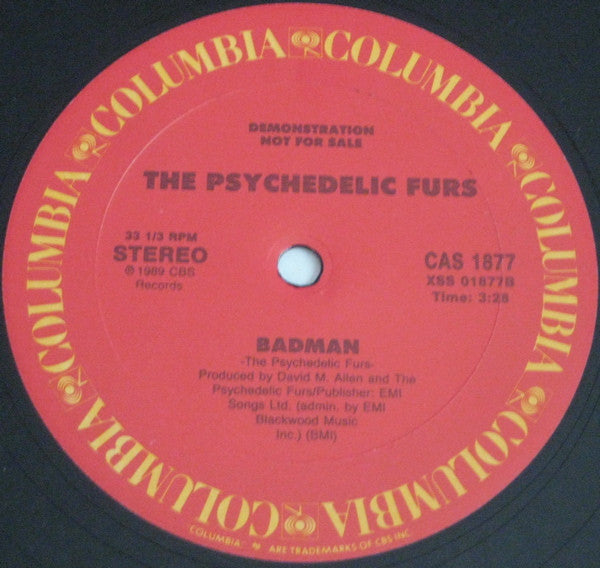 COLUMBIA COLUMBIA COLUMBIA COLUMBIA COLUMBIA COLUMBIA COLUMBIA
DEMONSTRATION
NOT FOR SALE
THE PSYCHEDELIC FURS
33 1/3 RPM
STEREO
℗ 1989 CBS
Records
CAS 1877
XSS 01877B
Time: 3:28
BADMAN
-The Psychedelic Furs-
Produced by David M. Allen and The
Psychedelic Furs/Publisher: EMI
Songs Ltd. (admin. by EMI
Blackwood Music
Inc.) (BMI)
COLUMBIA ARE TRADEMARKS OF CBS INC